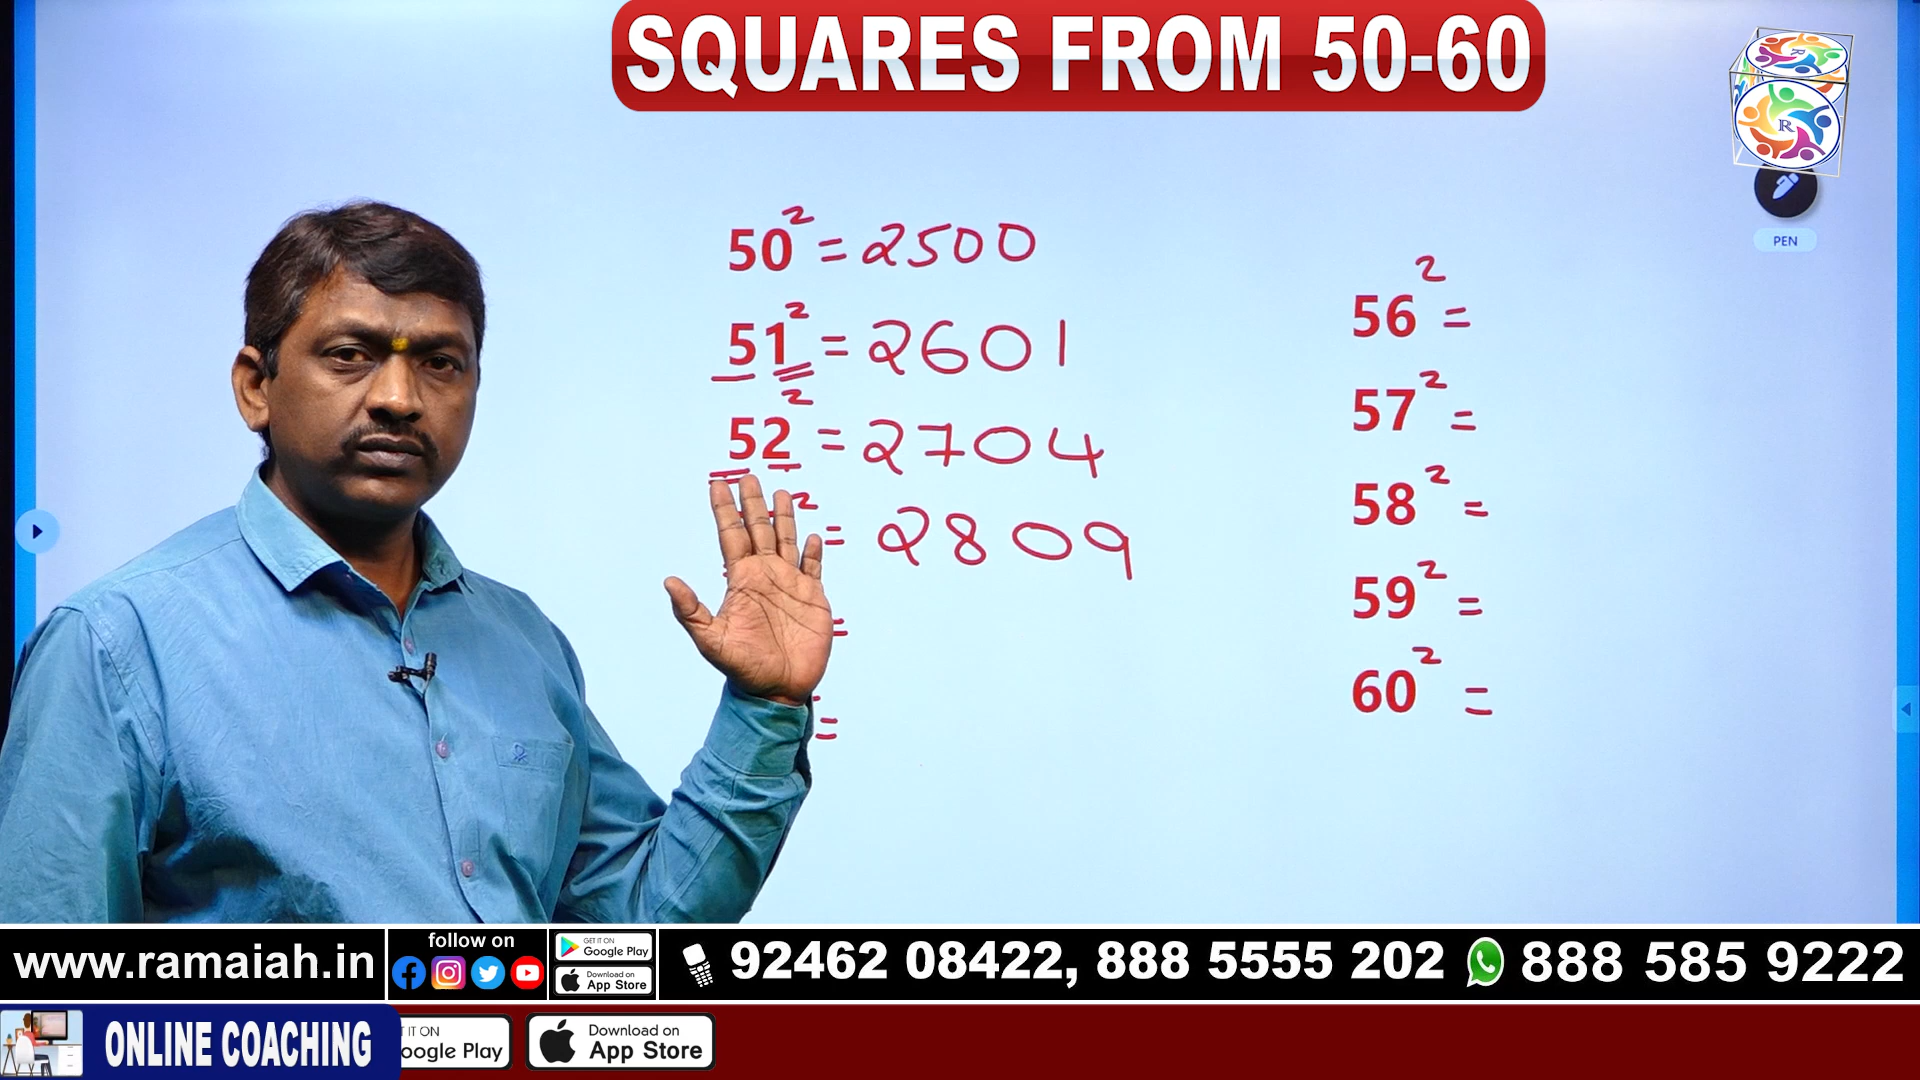 SQUARES FROM 50-60
R
PEN
50² = 2500
51² = 2601
52² = 2704
² = 2809
=
=
56² =
57² =
58² =
59² =
60² =
www.ramaiah.in
follow on
GET IT ON
Google Play
Download on
App Store
92462 08422, 888 5555 202
888 585 9222
ONLINE COACHING
IT ON
oogle Play
Download on
App Store